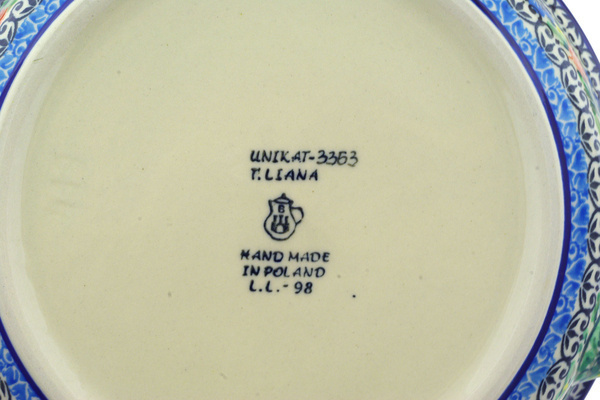 UNIKAT-3353
T.LIANA
B
HAND MADE
IN POLAND
L.L.-98